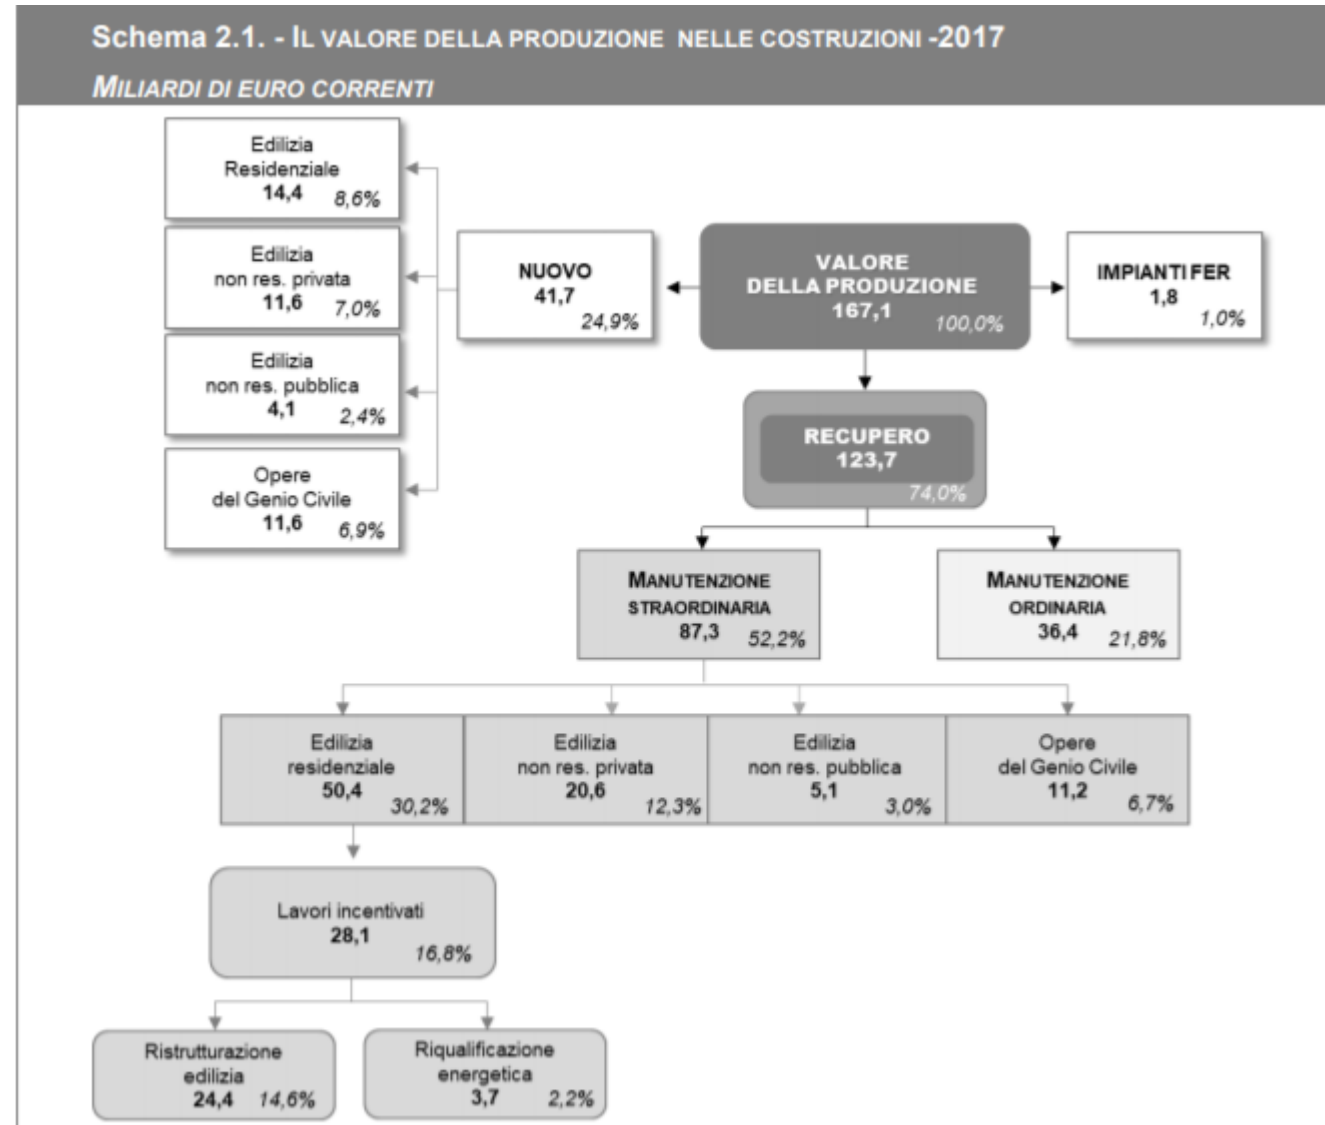 Schema 2.1. - IL VALORE DELLA PRODUZIONE NELLE COSTRUZIONI -2017
MILIARDI DI EURO CORRENTI
Edilizia
Residenziale
14,4 8,6%
Edilizia
non res. privata
11,6 7,0%
Edilizia
non res. pubblica
4,1 2,4%
Opere
del Genio Civile
11,6 6,9%
NUOVO
41,7
24,9%
VALORE
DELLA PRODUZIONE
167,1 100,0%
IMPIANTI FER
1,8
1,0%
RECUPERO
123,7
74,0%
MANUTENZIONE
STRAORDINARIA
87,3 52,2%
MANUTENZIONE
ORDINARIA
36,4 21,8%
Edilizia
residenziale
50,4
30,2%
Edilizia
non res. privata
20,6
12,3%
Edilizia
non res. pubblica
5,1
3,0%
Opere
del Genio Civile
11,2
6,7%
Lavori incentivati
28,1
16,8%
Ristrutturazione
edilizia
24,4 14,6%
Riqualificazione
energetica
3,7 2,2%